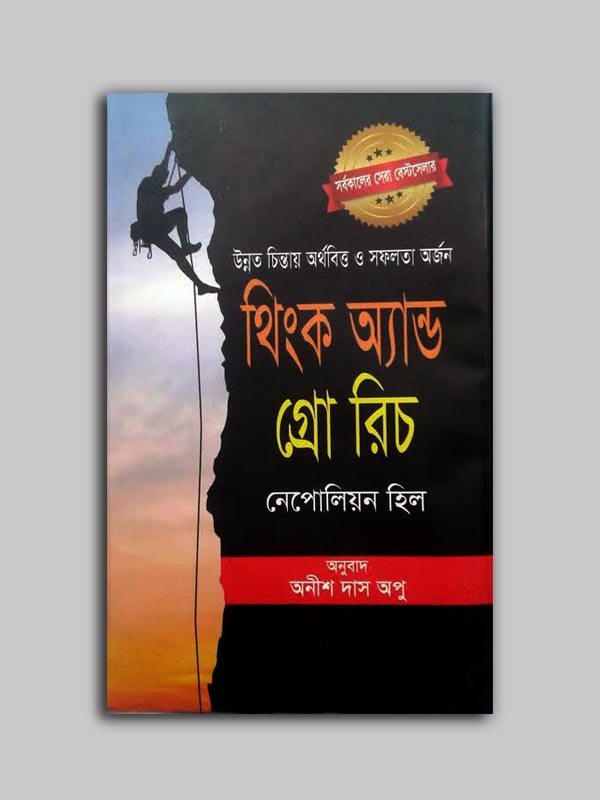 সর্বকালের সেরা বেস্টসেলার
উন্নত চিন্তায় অর্থবিত্ত ও সফলতা অর্জন
থিংক অ্যান্ড
গ্রো রিচ
নেপোলিয়ন হিল
অনুবাদ
অনীশ দাস অপু